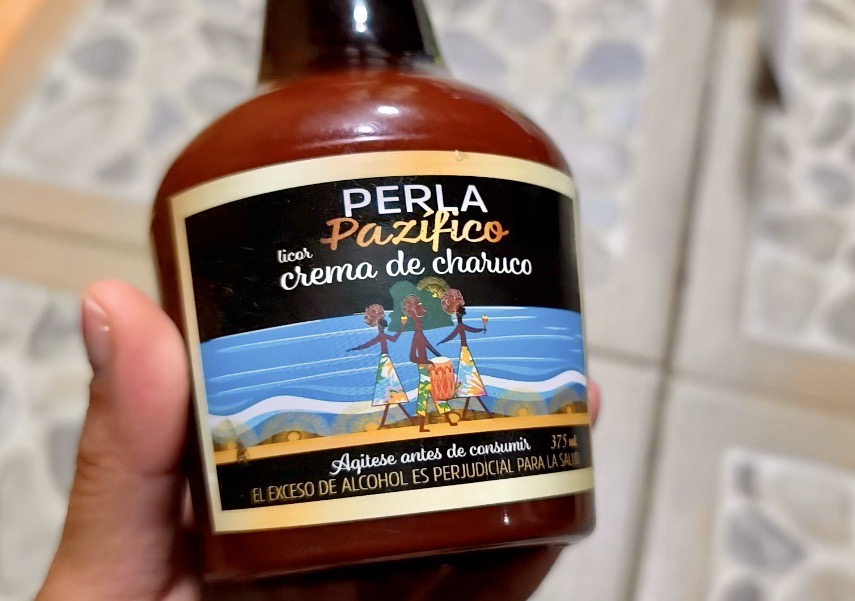 PERLA
Pazífico
licor
crema de charuco
Agitese antes de consumir 375 ml
EL EXCESO DE ALCOHOL ES PERJUDICIAL PARA LA SALUD